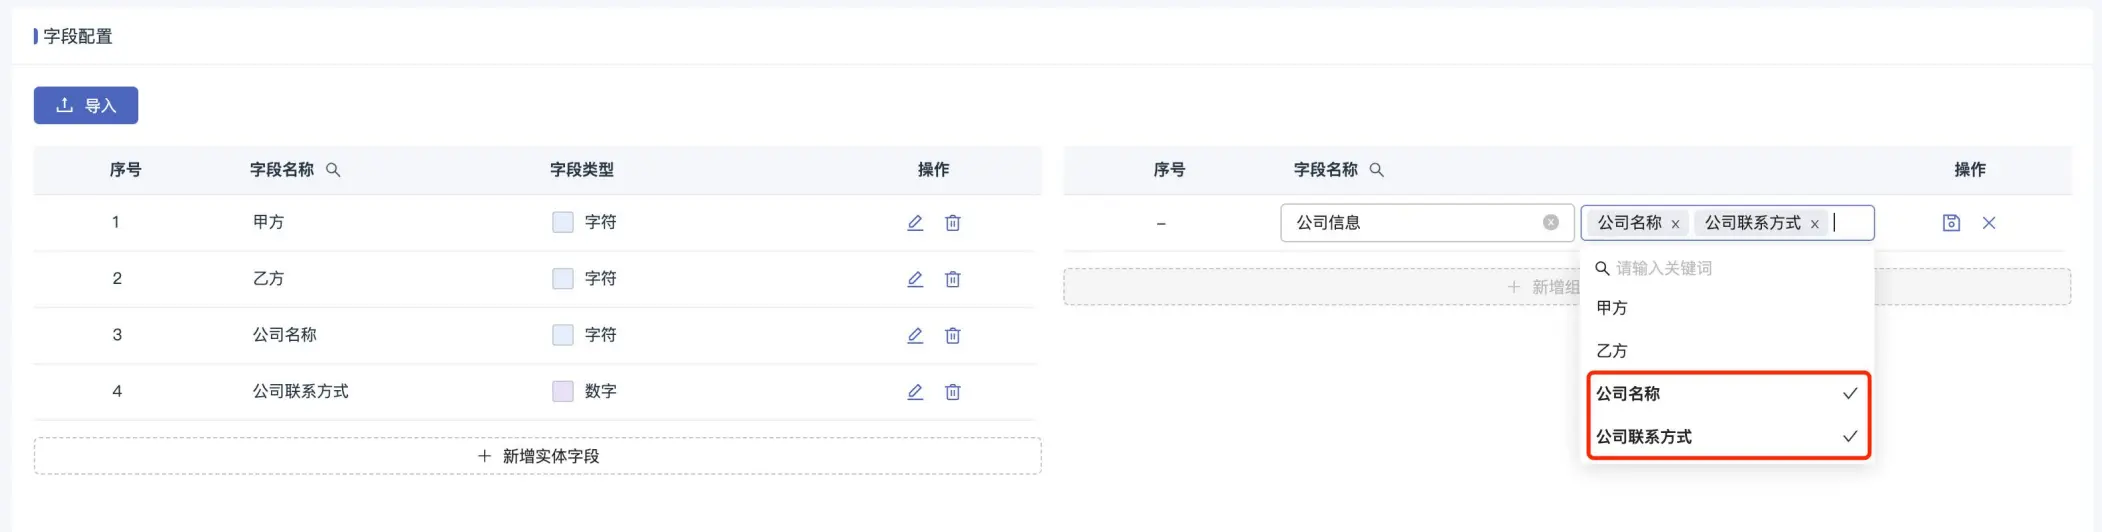 字段配置
导入
序号 字段名称 字段类型 操作
1 甲方 字符
2 乙方 字符
3 公司名称 字符
4 公司联系方式 数字
+ 新增实体字段
序号 字段名称 操作
– 公司信息 公司名称 x 公司联系方式 x
+ 新增组
请输入关键词
甲方
乙方
公司名称
公司联系方式